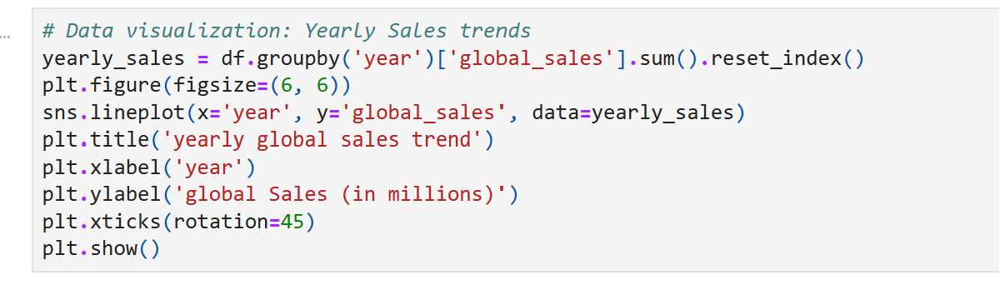 ...
# Data visualization: Yearly Sales trends
yearly_sales = df.groupby('year')['global_sales'].sum().reset_index()
plt.figure(figsize=(6, 6))
sns.lineplot(x='year', y='global_sales', data=yearly_sales)
plt.title('yearly global sales trend')
plt.xlabel('year')
plt.ylabel('global Sales (in millions)')
plt.xticks(rotation=45)
plt.show()